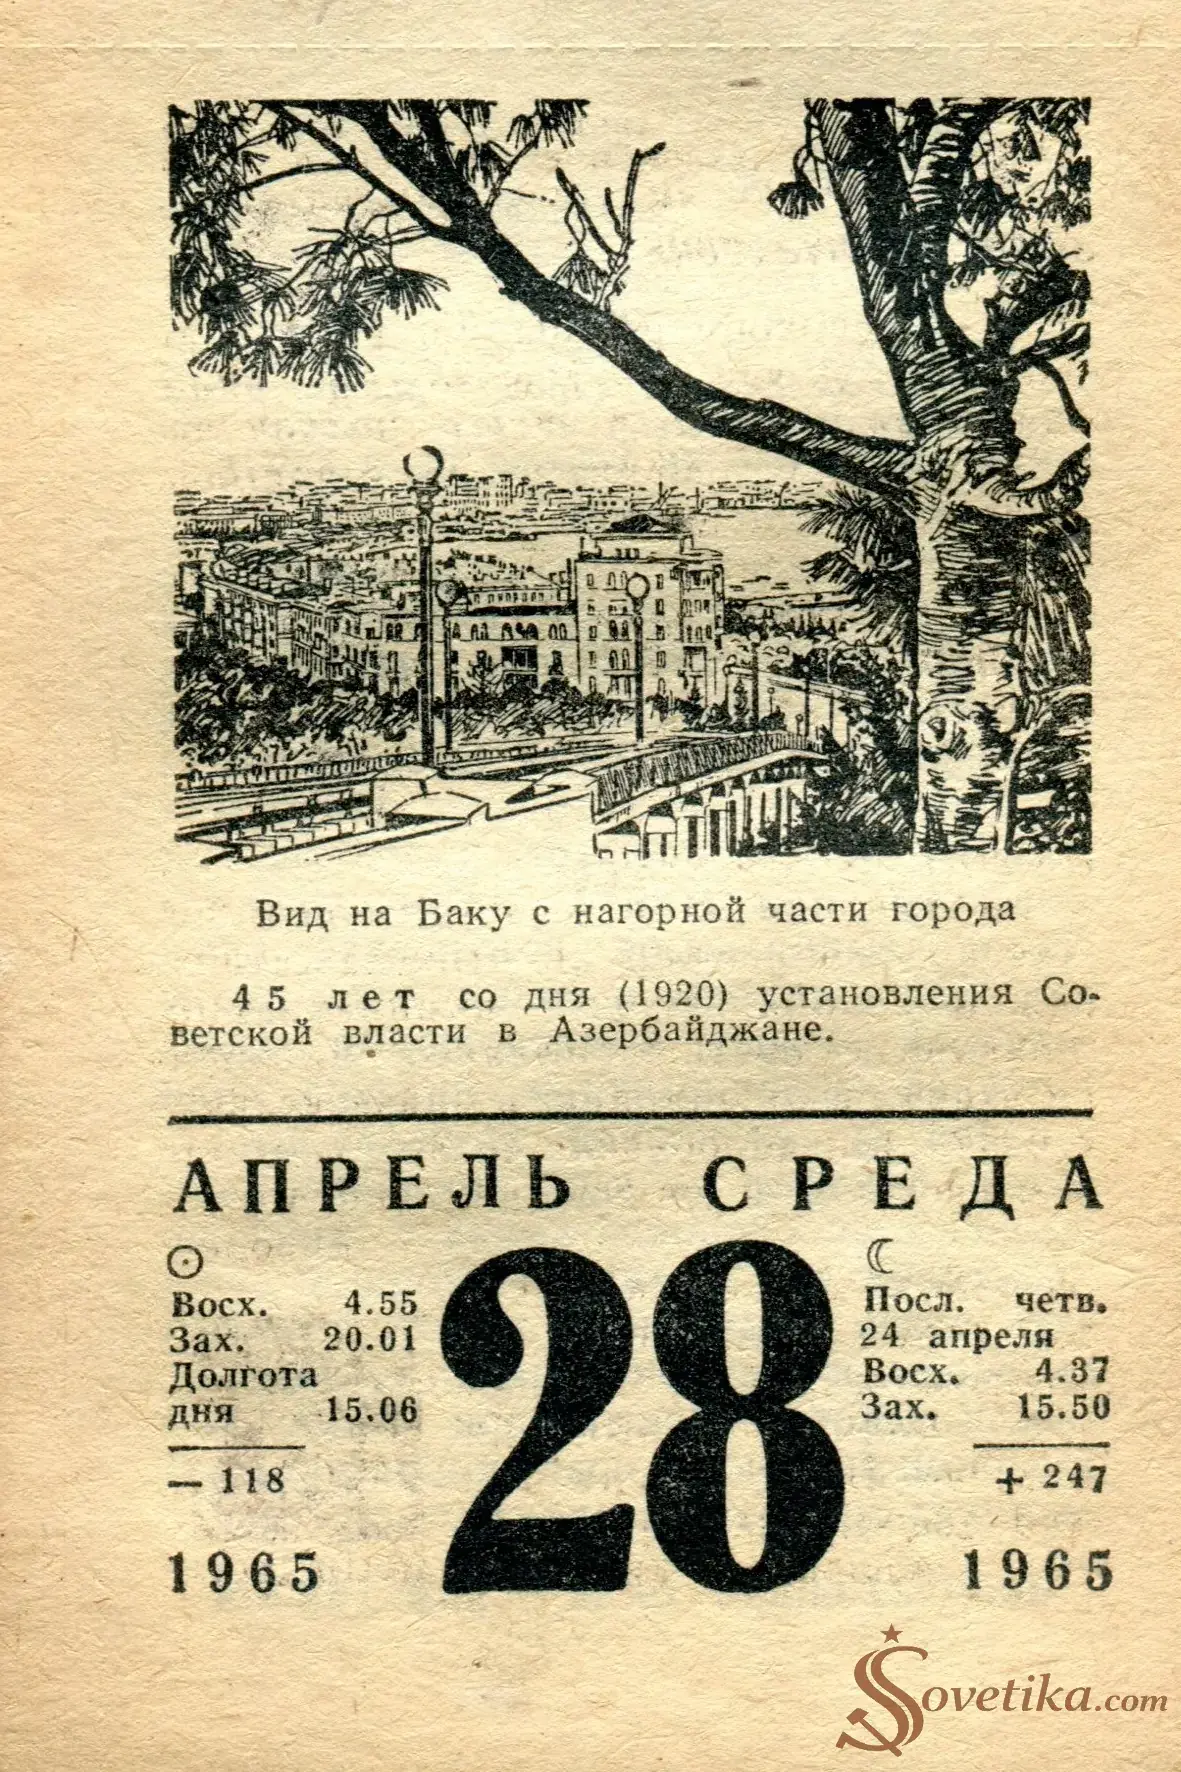 Вид на Баку с нагорной части города
45 лет со дня (1920) установления Со-
ветской власти в Азербайджане.
АПРЕЛЬ СРЕДА
Восх. 4.55
Зах. 20.01
Долгота
дня 15.06
— 118
1965
28
☾
Посл. четв.
24 апреля
Восх. 4.37
Зах. 15.50
+ 247
1965
Sovetika.com